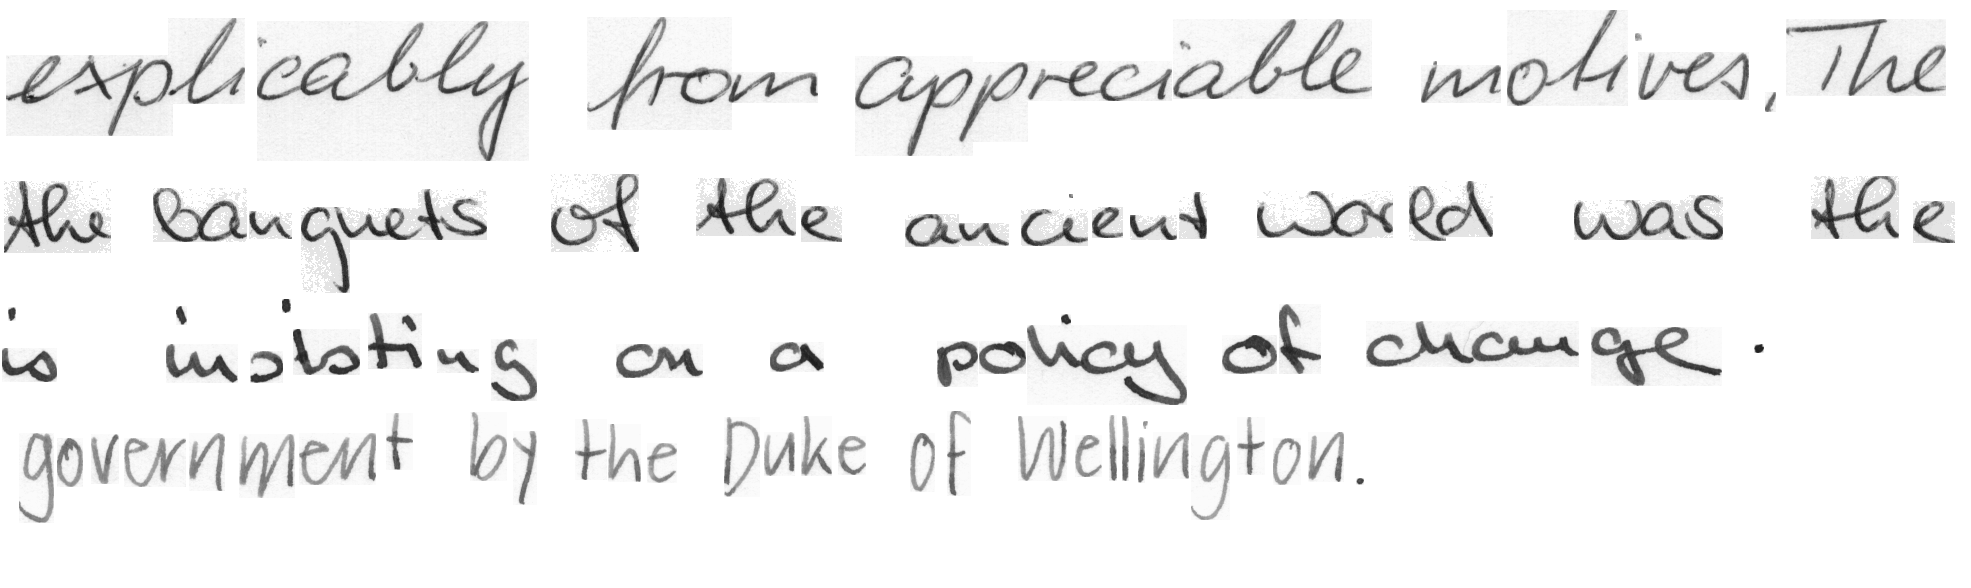 explicably from appreciable motives, The
the banquets of the ancient world was the
is insisting on a policy of change .
government by the Duke of Wellington.